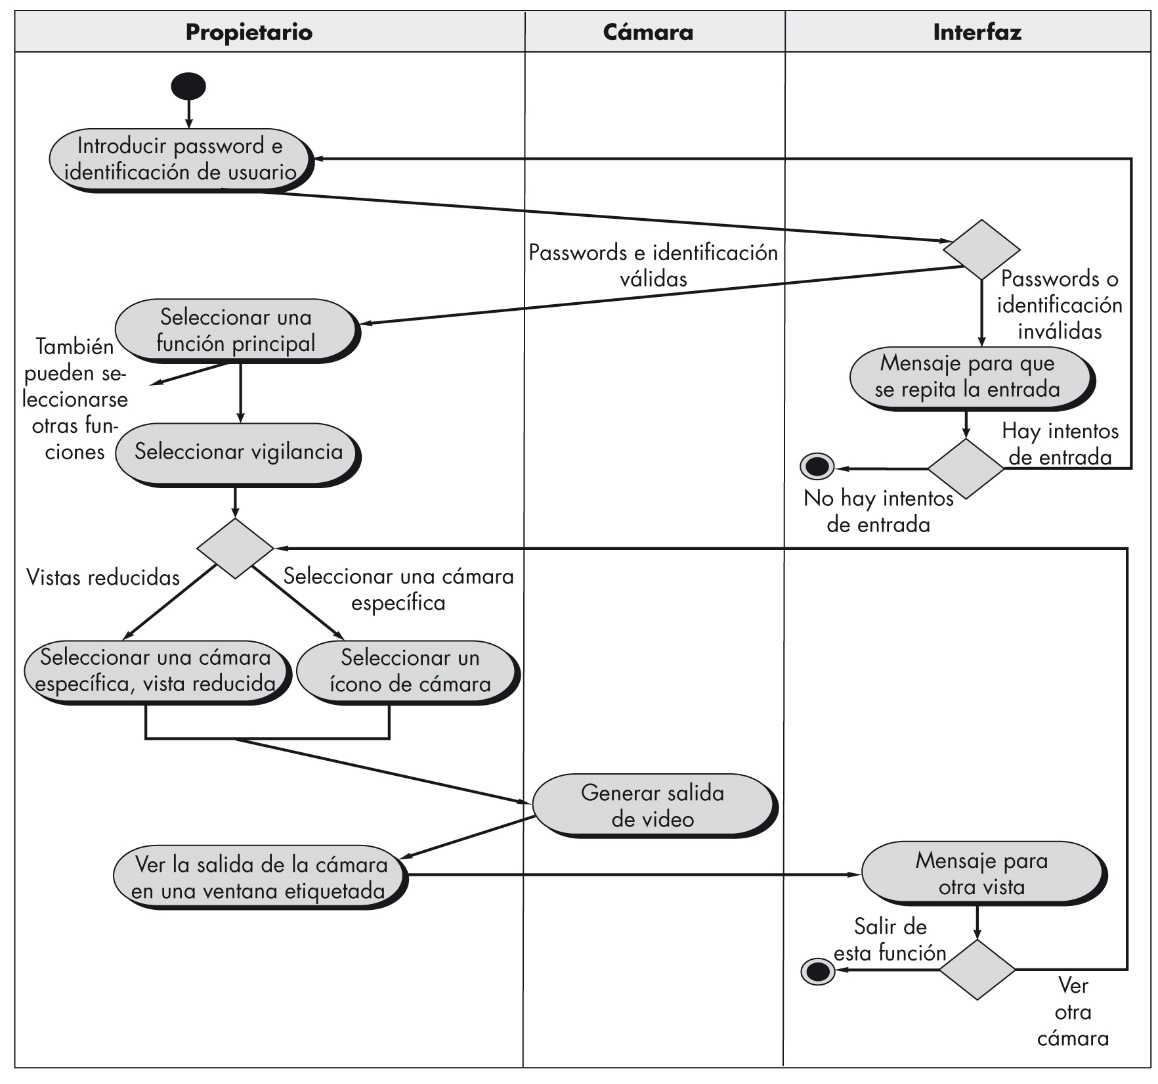 Propietario
Cámara
Interfaz
Introducir password e
identificación de usuario
Passwords e identificación
válidas
Passwords o
identificación
inválidas
Seleccionar una
función principal
También
pueden se-
leccionarse
otras fun-
ciones
Mensaje para que
se repita la entrada
Seleccionar vigilancia
Hay intentos
de entrada
No hay intentos
de entrada
Vistas reducidas
Seleccionar una cámara
específica
Seleccionar una cámara
específica, vista reducida
Seleccionar un
ícono de cámara
Generar salida
de video
Ver la salida de la cámara
en una ventana etiquetada
Mensaje para
otra vista
Salir de
esta función
Ver
otra
cámara